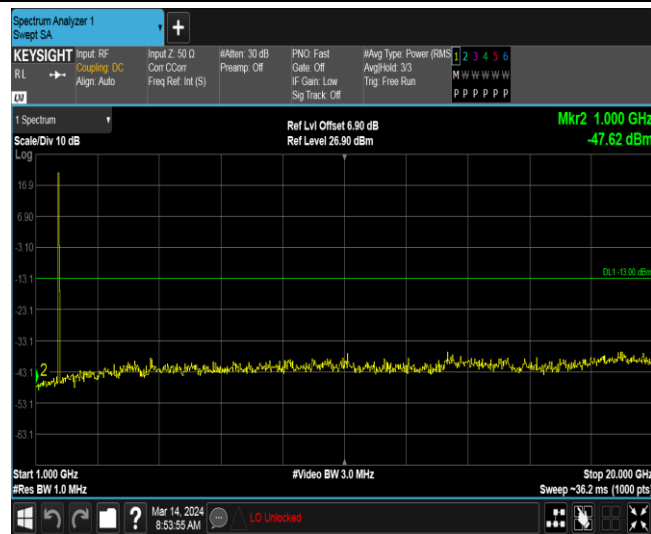 Spectrum Analyzer 1
Swept SA
+
KEYSIGHT Input: RF Input Z: 50 Ω #Atten: 30 dB PNO: Fast #Avg Type: Power (RMS 1 2 3 4 5 6
RL Coupling: DC Corr CCorr Preamp: Off Gate: Off Avg|Hold: 3/3 M W W W W W
Align: Auto Freq Ref: Int (S) IF Gain: Low Trig: Free Run
Sig Track: Off P P P P P P
LXI
1 Spectrum Ref Lvl Offset 6.90 dB Mkr2 1.000 GHz
Scale/Div 10 dB Ref Level 26.90 dBm -47.62 dBm
Log
16.9
6.90
-3.10
DL1 -13.00 dBm
-13.1
-23.1
-33.1
-43.1 2
-53.1
-63.1
Start 1.000 GHz #Video BW 3.0 MHz Stop 20.000 GHz
#Res BW 1.0 MHz Sweep ~36.2 ms (1000 pts)
? Mar 14, 2024 LO Unlocked
8:53:55 AM